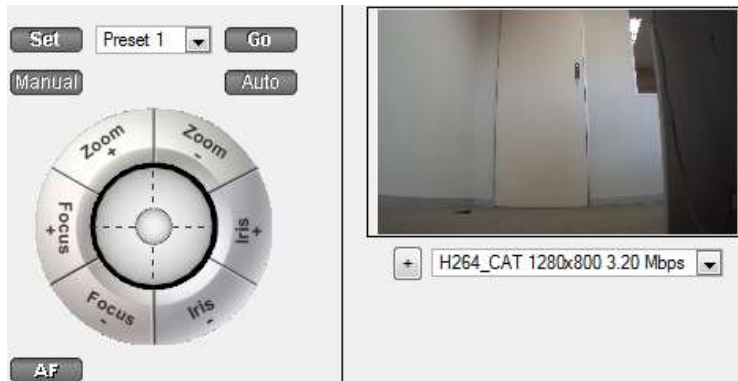 Set Preset 1 Go
Manual Auto
Zoom + Zoom -
Focus + Iris +
Focus - Iris -
AF
+ H264_CAT 1280x800 3.20 Mbps